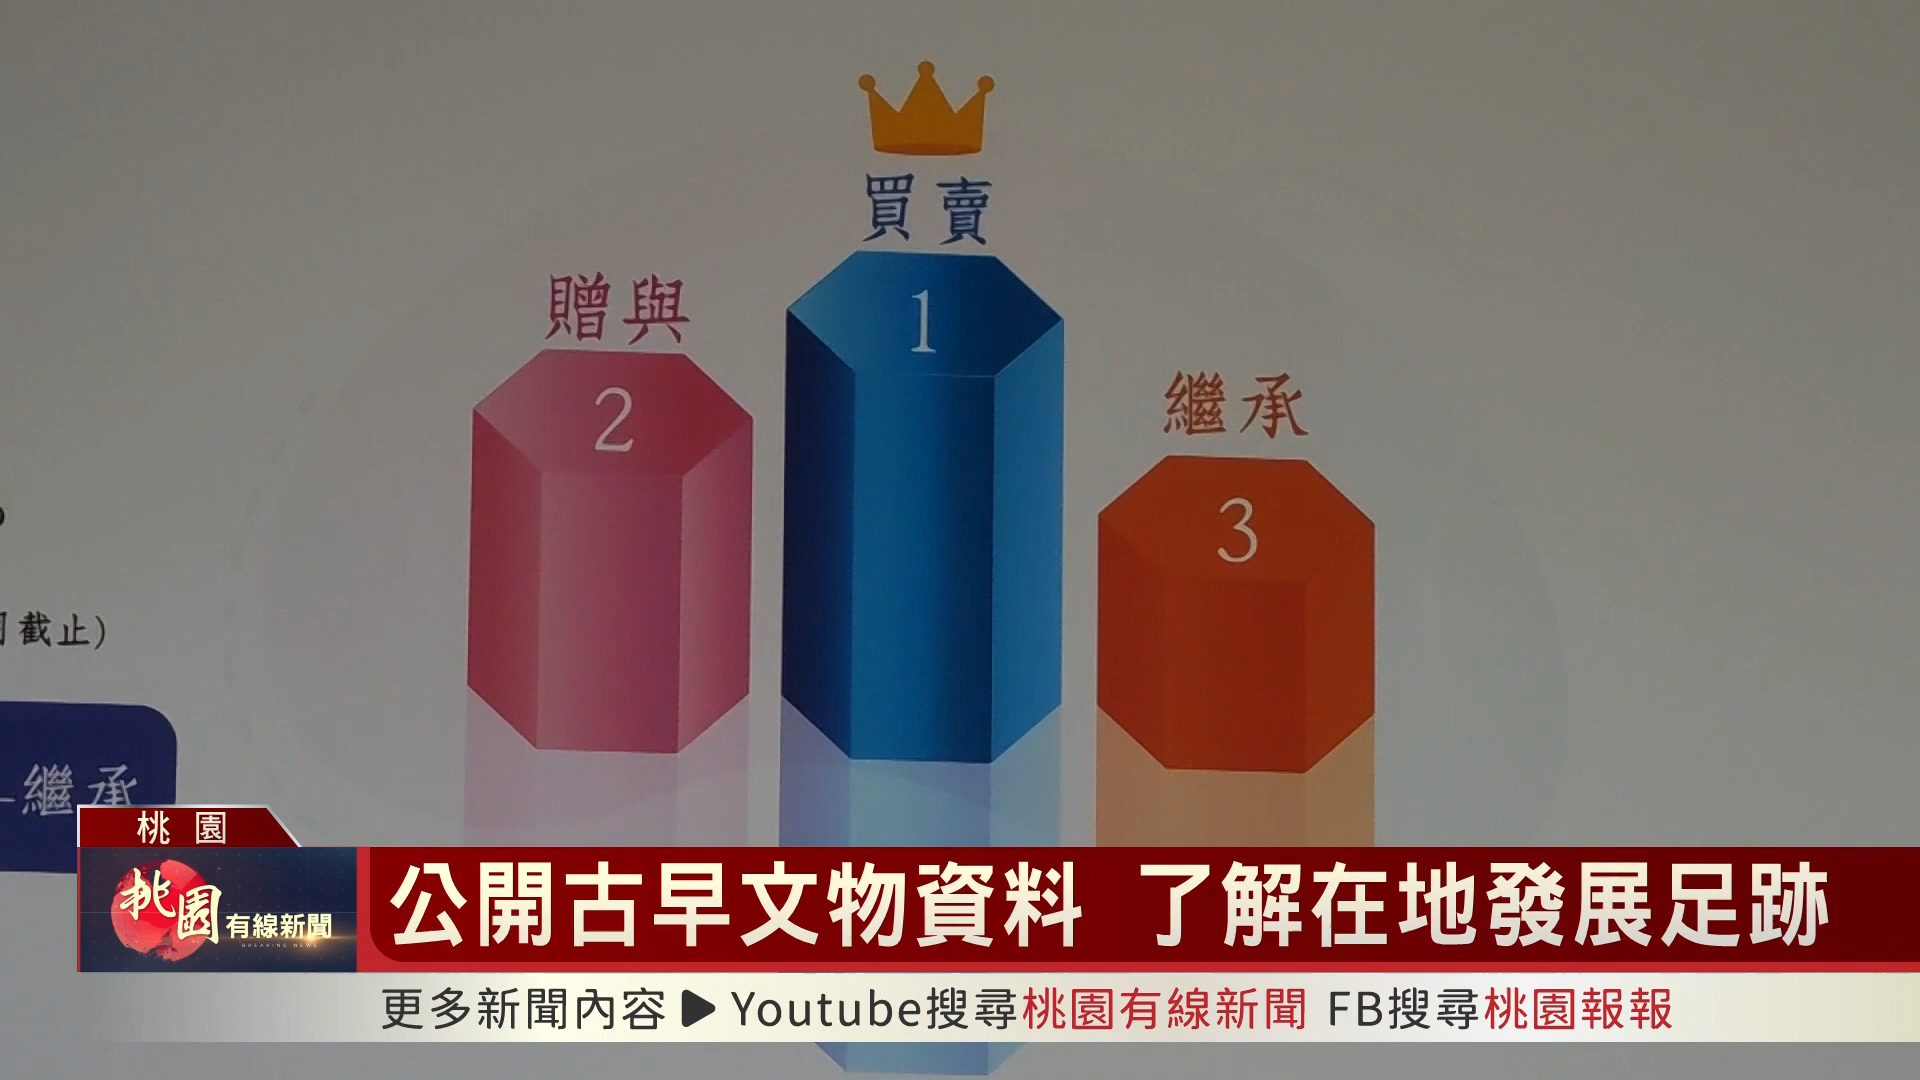 買賣
1
贈與
2
繼承
3
截止)
–繼承
桃園
桃園有線新聞
BREAKING NEWS
公開古早文物資料 了解在地發展足跡
更多新聞內容▶Youtube搜尋桃園有線新聞 FB搜尋桃園報報